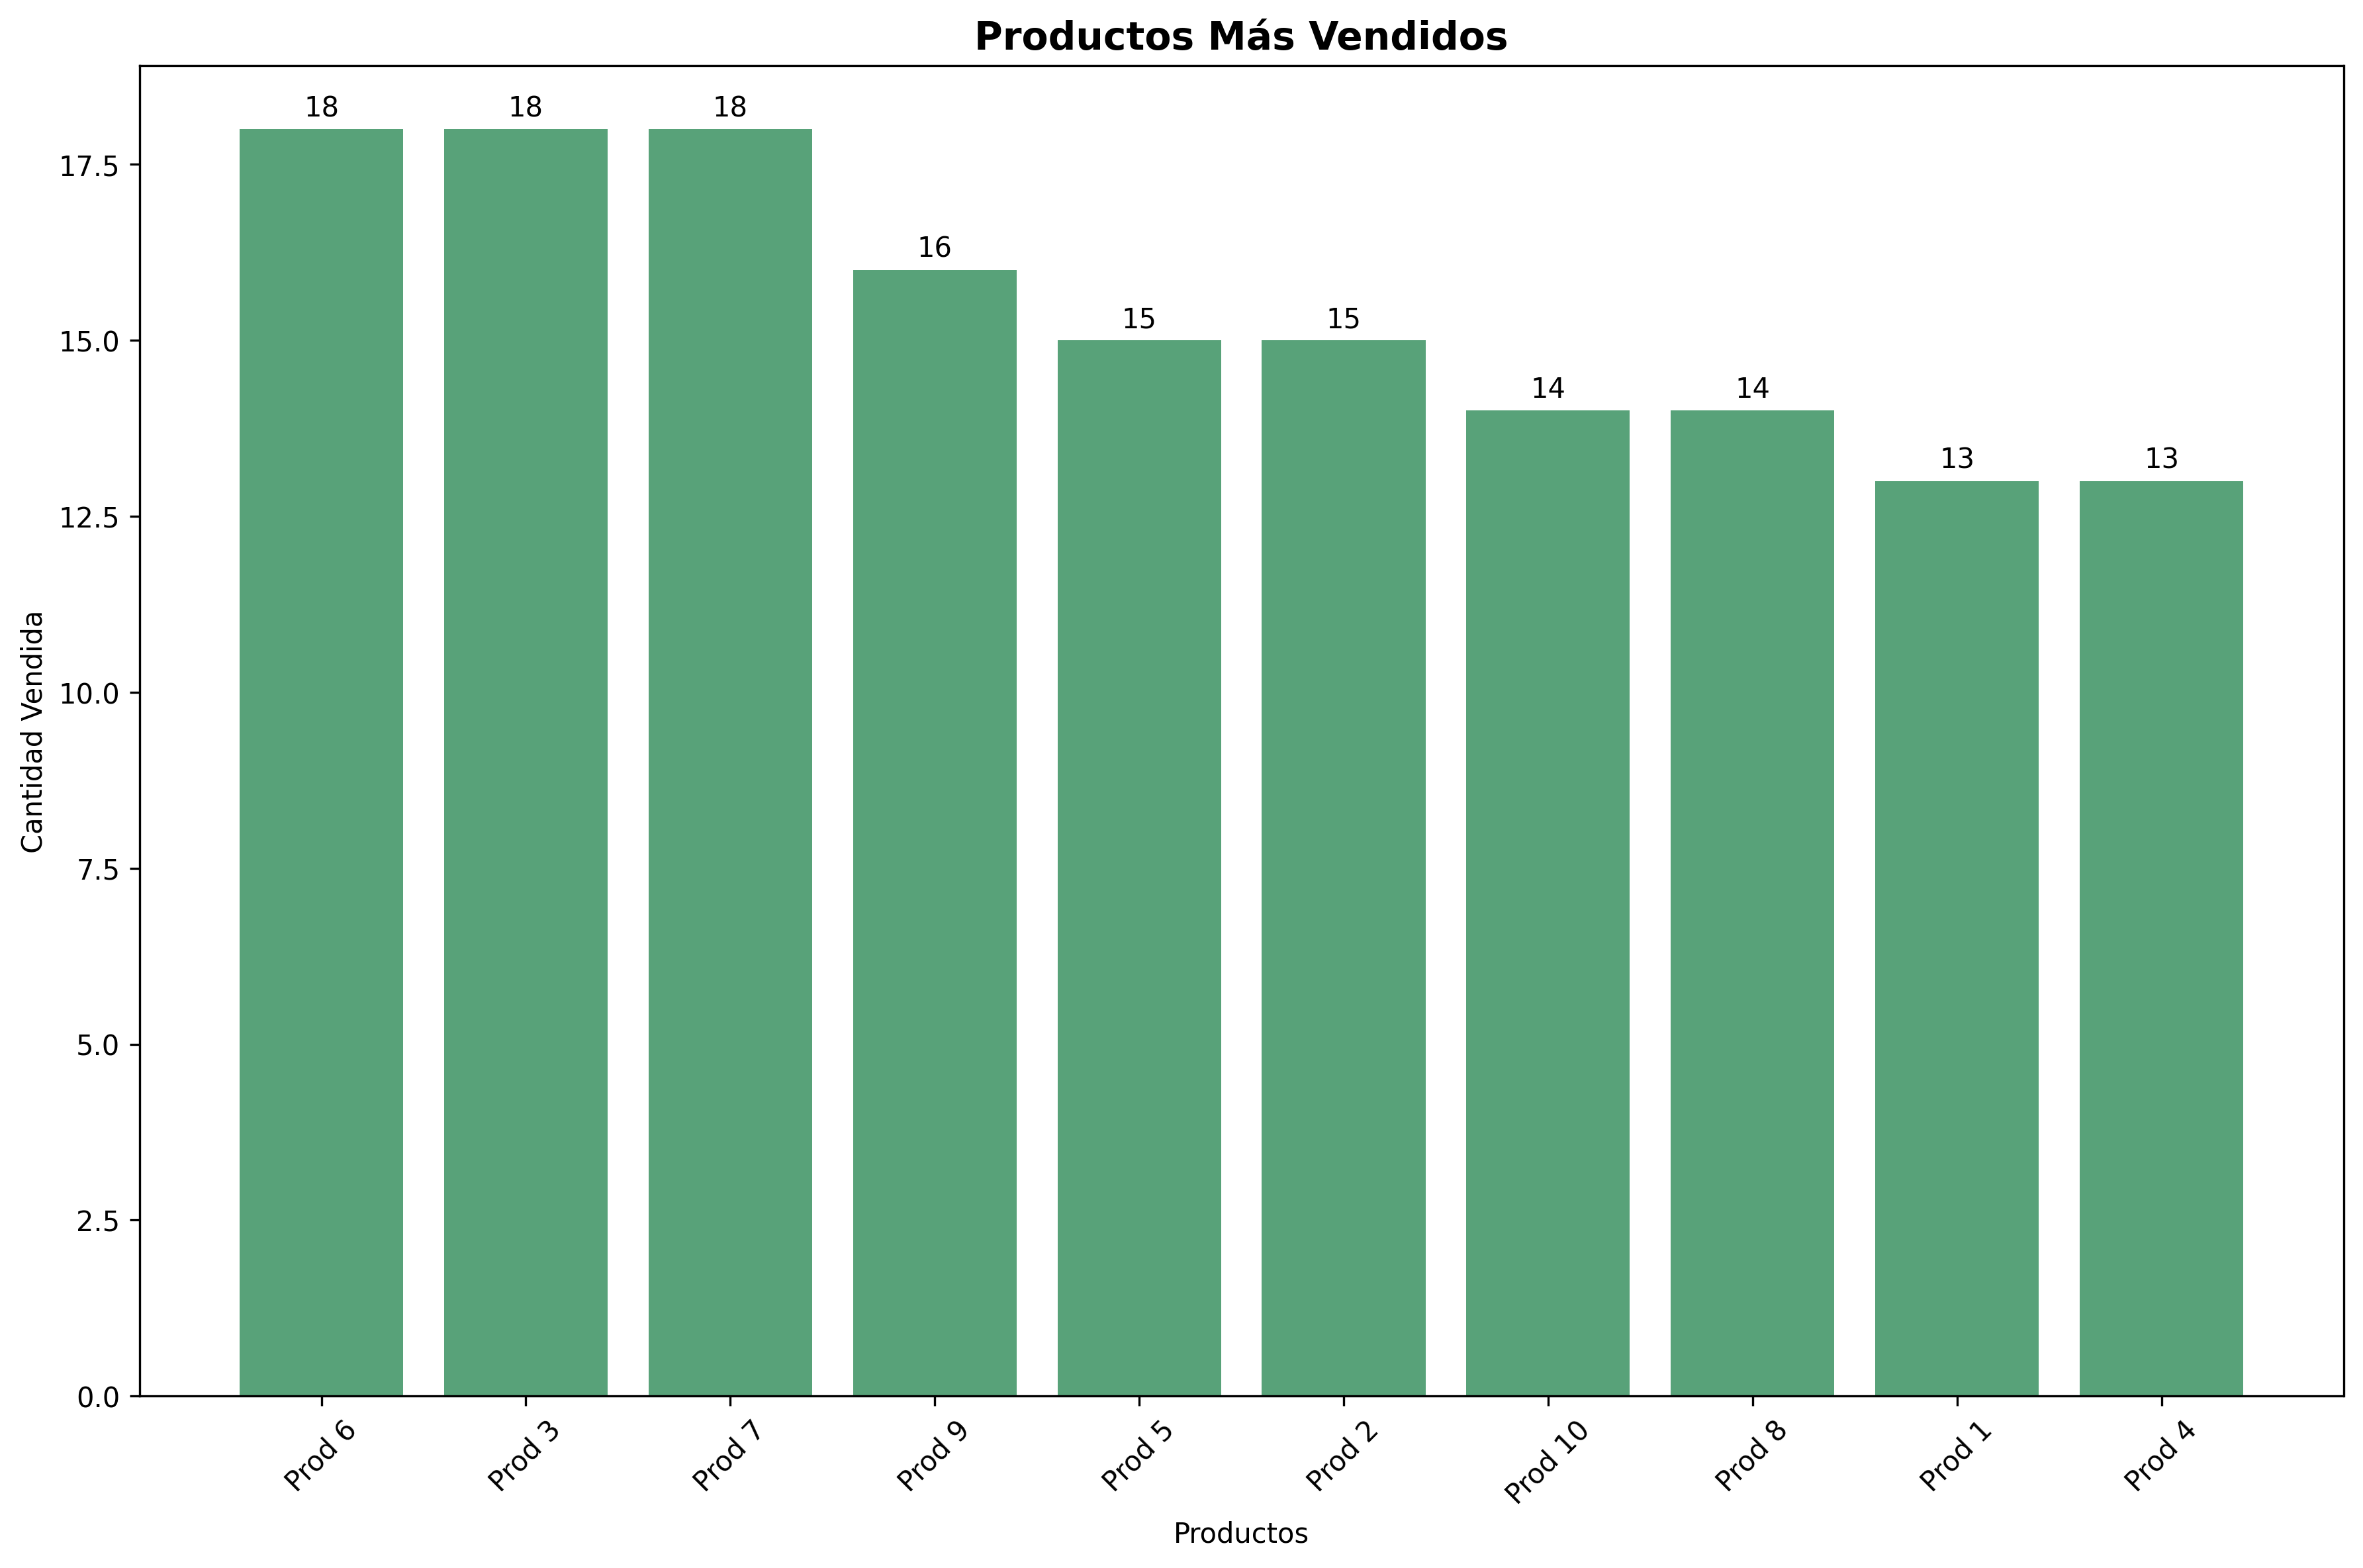 Productos Más Vendidos
18
18
18
16
15
15
14
14
13
13
17.5
15.0
12.5
10.0
7.5
5.0
2.5
0.0
Cantidad Vendida
Prod 6
Prod 3
Prod 7
Prod 9
Prod 5
Prod 2
Prod 10
Prod 8
Prod 1
Prod 4
Productos